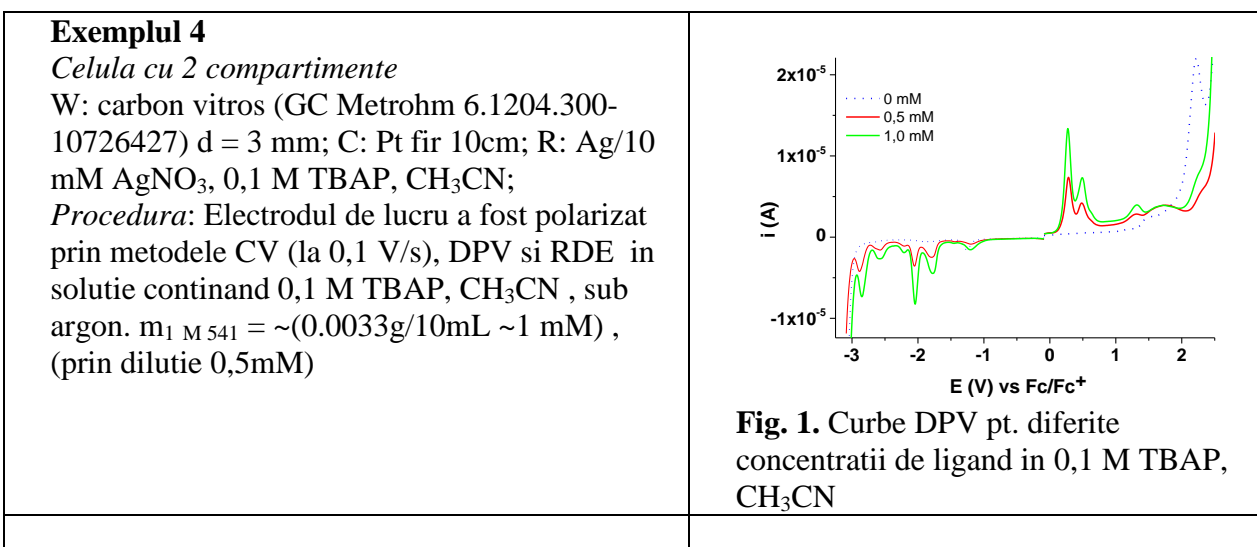 Exemplul 4
Celula cu 2 compartimente
W: carbon vitros (GC Metrohm 6.1204.300-
10726427) d = 3 mm; C: Pt fir 10cm; R: Ag/10
mM AgNO₃, 0,1 M TBAP, CH₃CN;
Procedura: Electrodul de lucru a fost polarizat
prin metodele CV (la 0,1 V/s), DPV si RDE in
solutie continand 0,1 M TBAP, CH₃CN , sub
argon. m₁ M 541 = ~(0.0033g/10mL ~1 mM) ,
(prin dilutie 0,5mM)
2x10⁻⁵
1x10⁻⁵
0
-1x10⁻⁵
i (A)
0 mM
0,5 mM
1,0 mM
-3 -2 -1 0 1 2
E (V) vs Fc/Fc⁺
Fig. 1. Curbe DPV pt. diferite
concentratii de ligand in 0,1 M TBAP,
CH₃CN